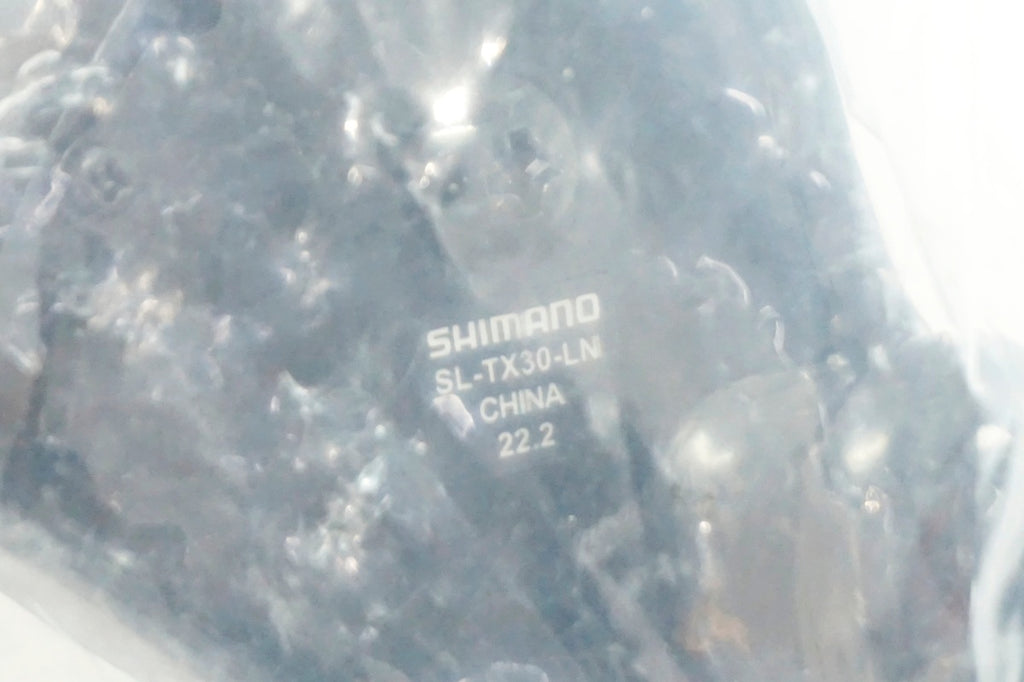 SHIMANO
SL-TX30-LN
CHINA
22.2